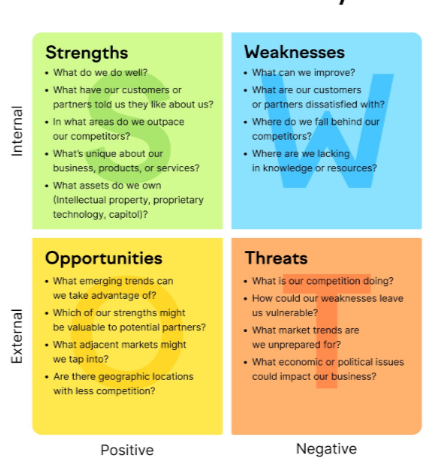 Strengths
• What do we do well?
• What have our customers or
partners told us they like about us?
• In what areas do we outpace
our competitors?
• What's unique about our
business, products, or services?
• What assets do we own
(Intellectual property, proprietary
technology, capitol)?
Weaknesses
• What can we improve?
• What are our customers
or partners dissatisfied with?
• Where do we fall behind our
competitors?
• Where are we lacking
in knowledge or resources?
Internal
Opportunities
• What emerging trends can
we take advantage of?
• Which of our strengths might
be valuable to potential partners?
• What adjacent markets might
we tap into?
• Are there geographic locations
with less competition?
Threats
• What is our competition doing?
• How could our weaknesses leave
us vulnerable?
• What market trends are
we unprepared for?
• What economic or political issues
could impact our business?
External
Positive
Negative
S
W
O
T